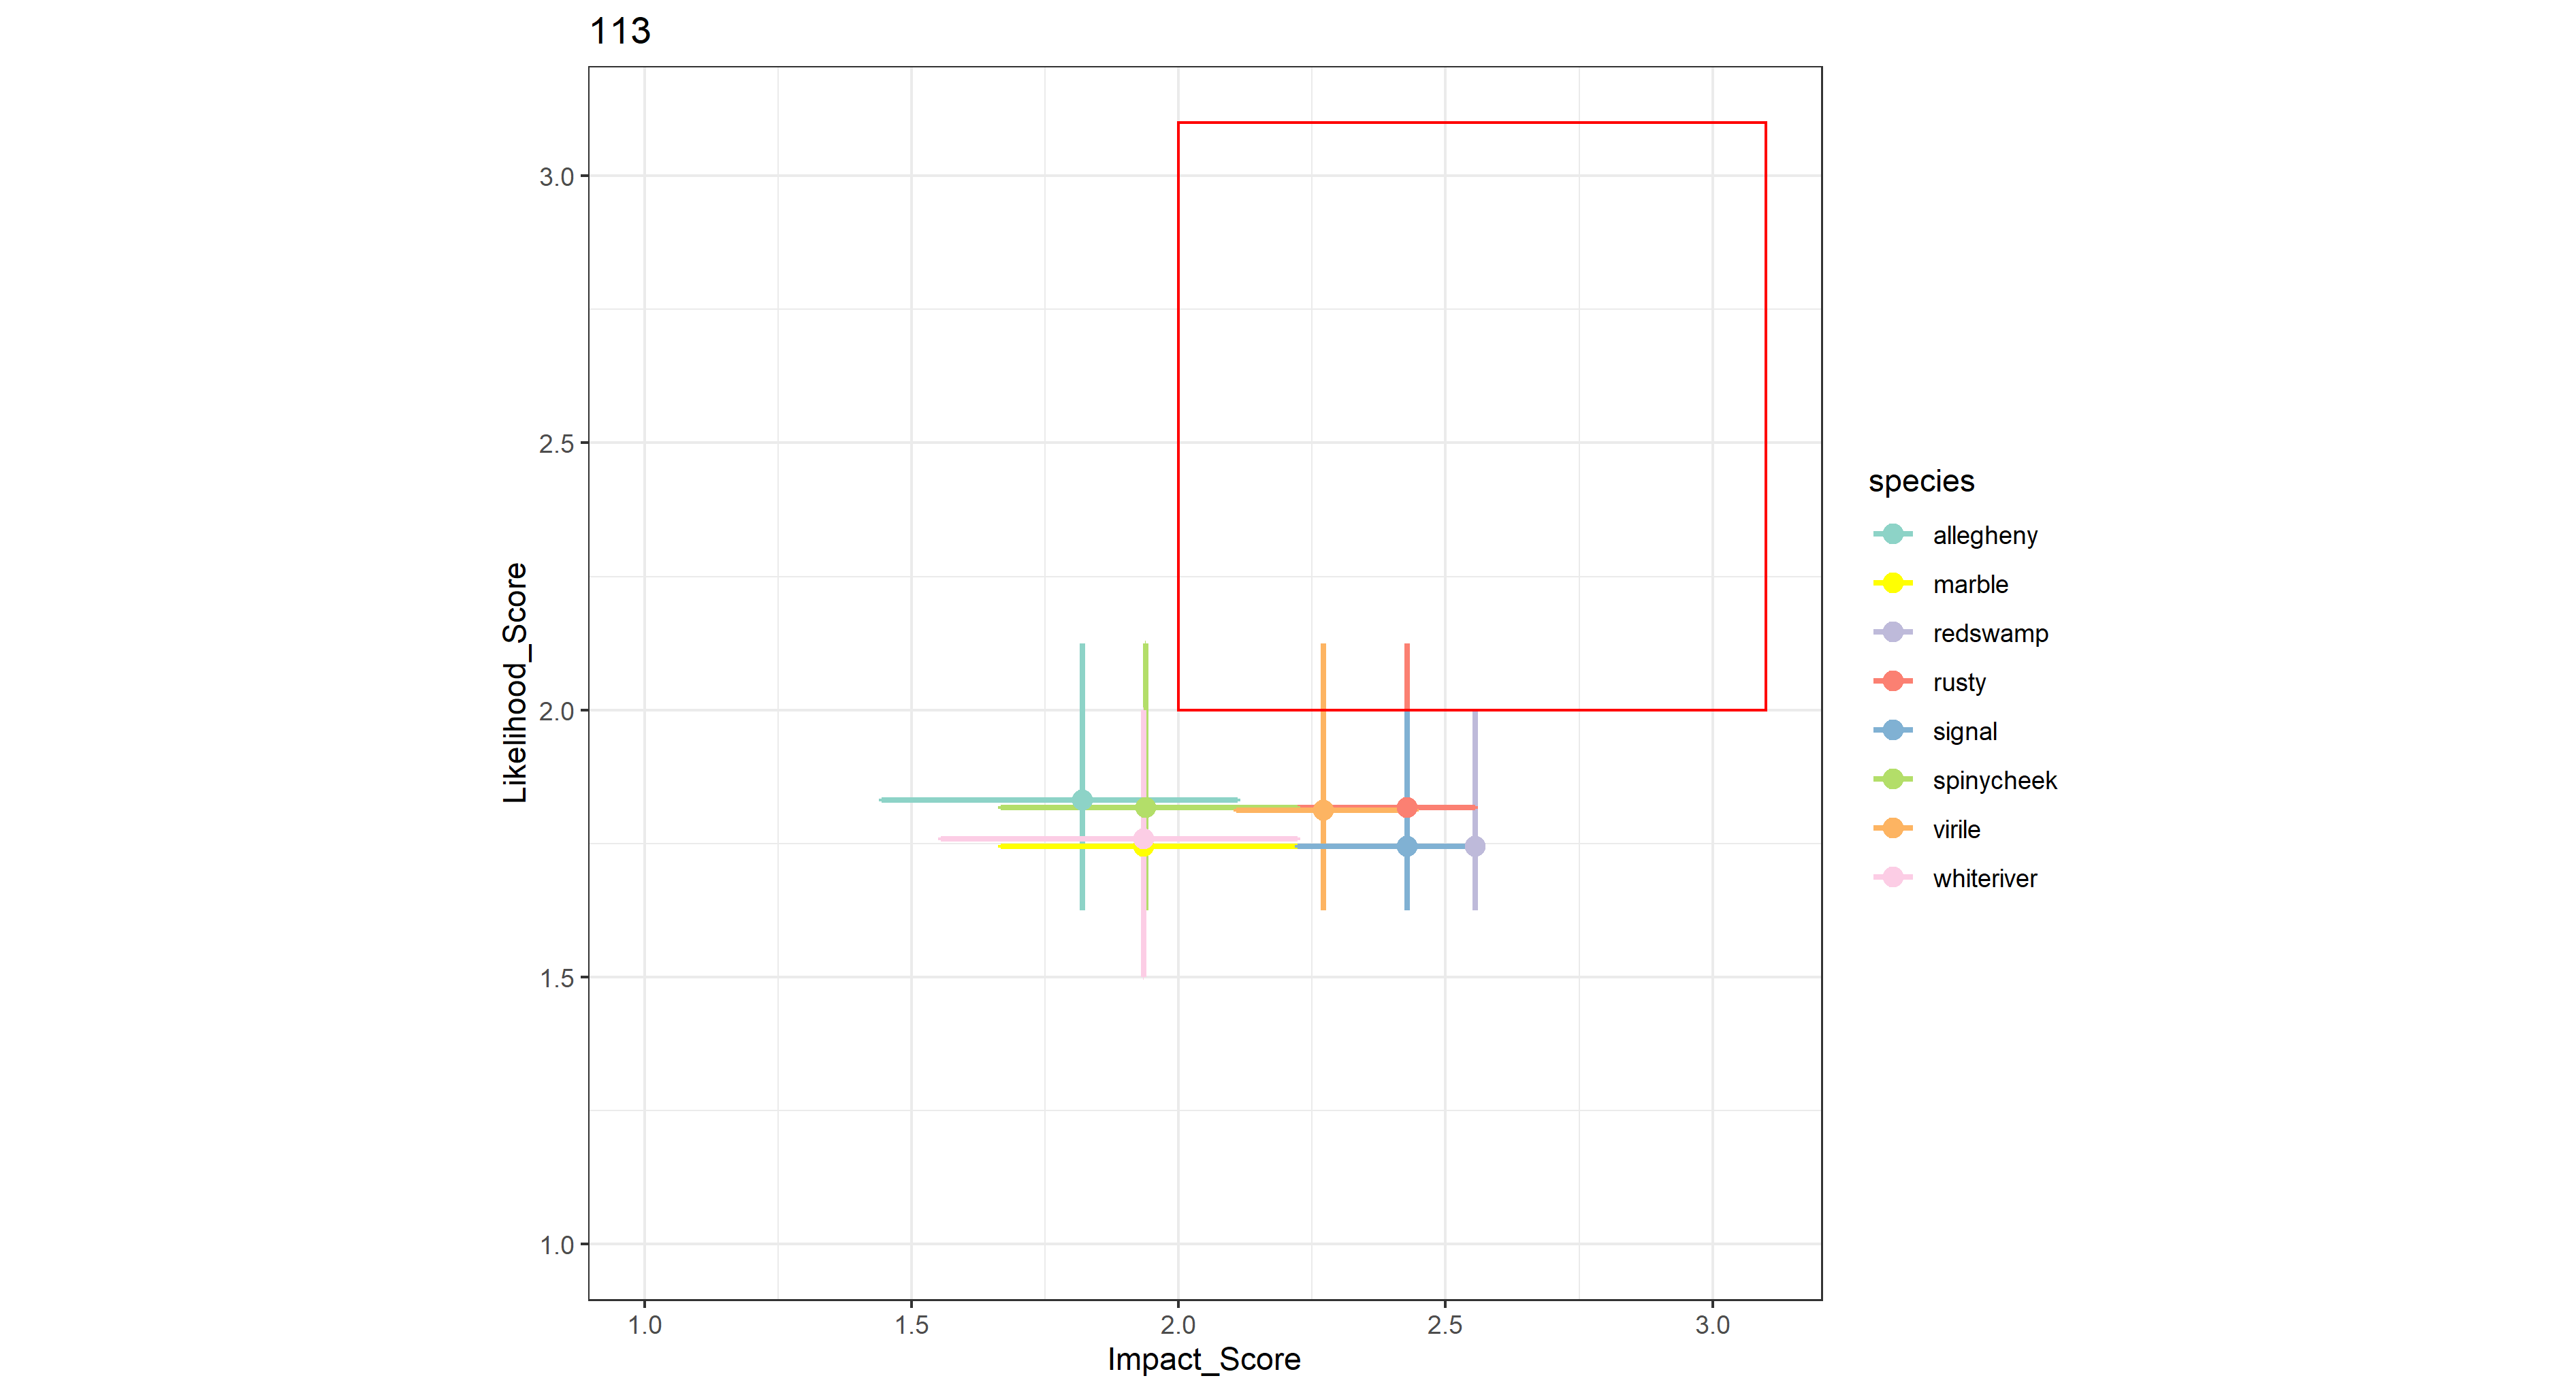 113
Likelihood_Score
3.0
2.5
2.0
1.5
1.0
1.0 1.5 2.0 2.5 3.0
Impact_Score
species
allegheny
marble
redswamp
rusty
signal
spinycheek
virile
whiteriver